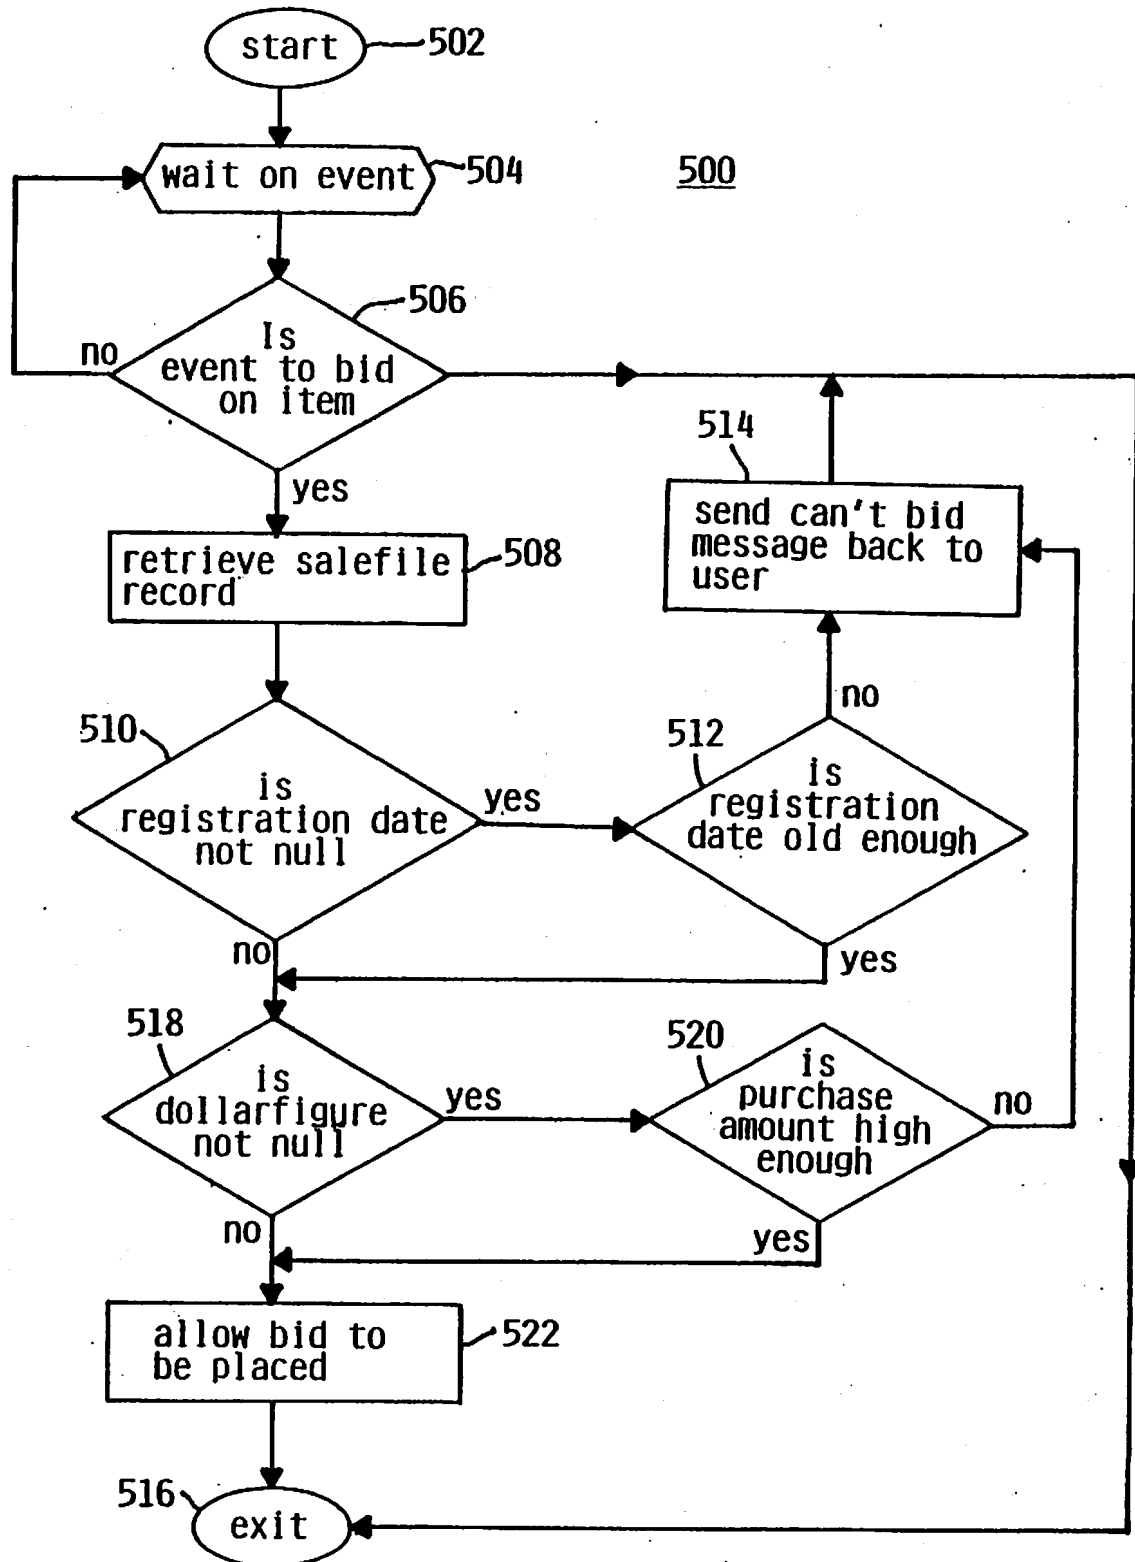 start
502
wait on event
504
500
506
Is
event to bid
on item
no
yes
514
send can't bid
message back to
user
retrieve salefile
record
508
no
510
is
registration date
not null
yes
512
is
registration
date old enough
no
yes
518
is
dollarfigure
not null
yes
520
is
purchase
amount high
enough
no
no
yes
allow bid to
be placed
522
516
exit